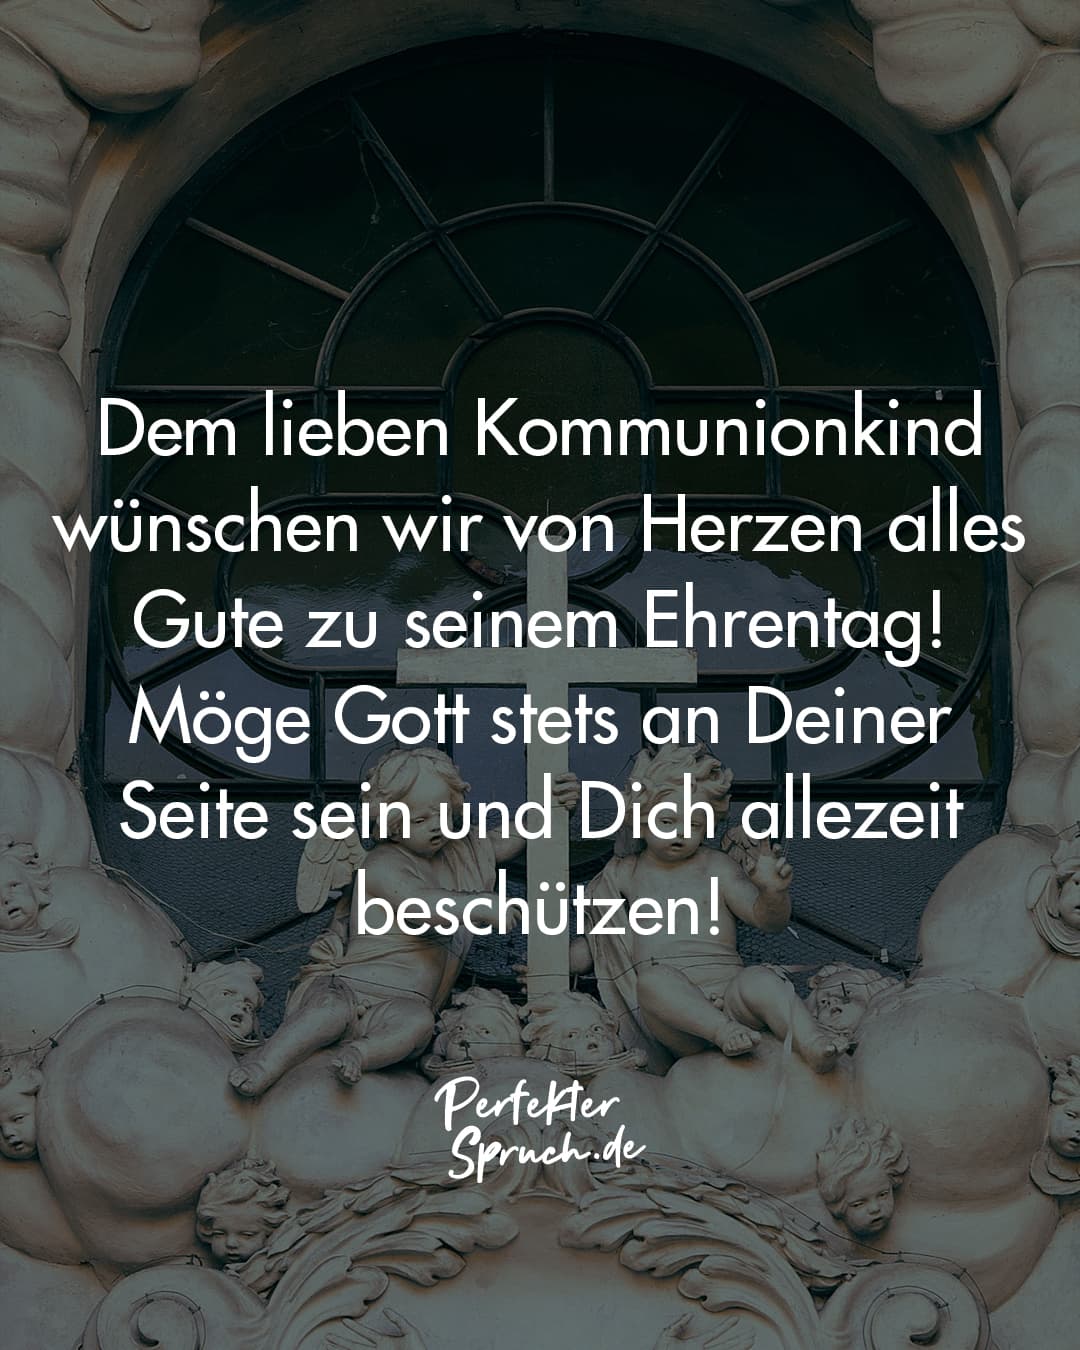 Dem lieben Kommunionkind
wünschen wir von Herzen alles
Gute zu seinem Ehrentag!
Möge Gott stets an Deiner
Seite sein und Dich allezeit
beschützen!
Perfekter
Spruch.de